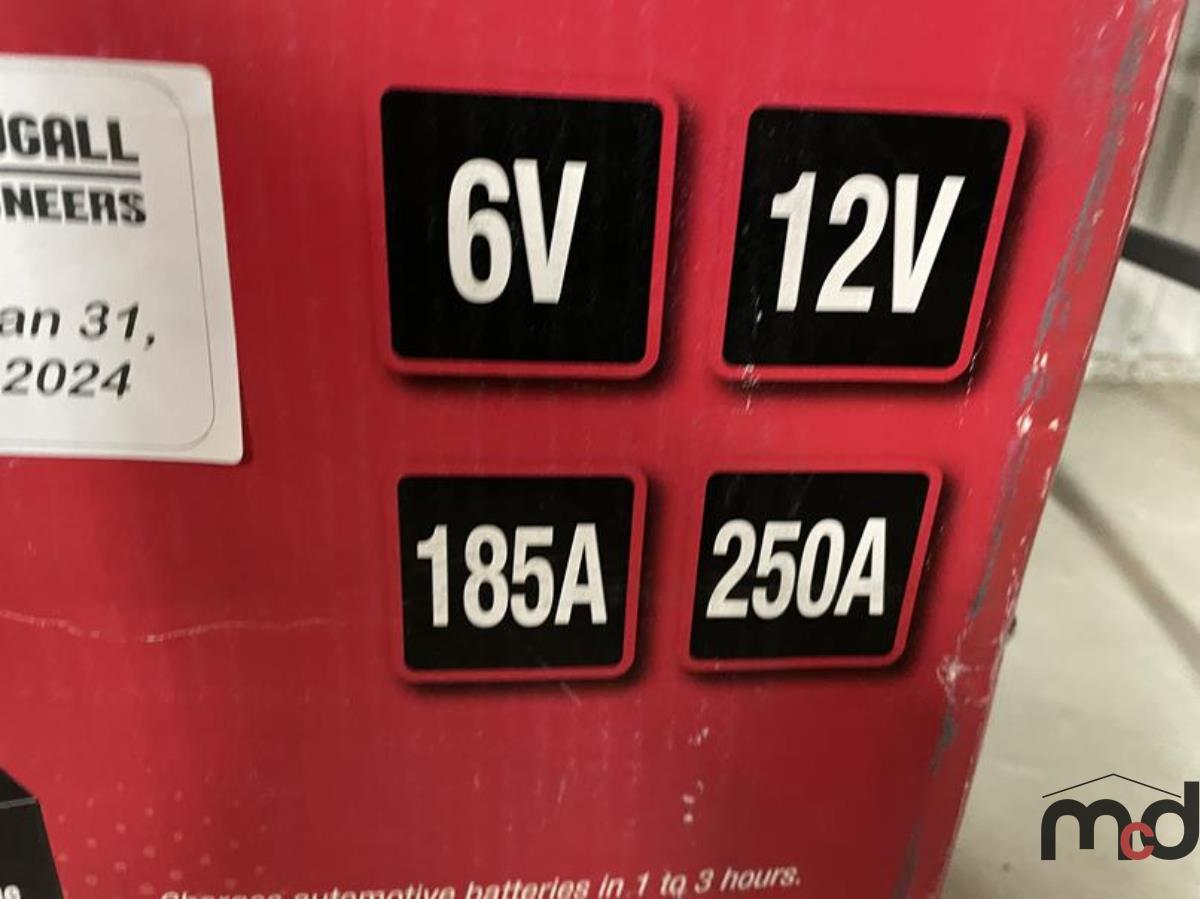 UGALL
NEERS
an 31,
2024
6V
12V
185A
250A
Charges automotive batteries in 1 to 3 hours.
mcd